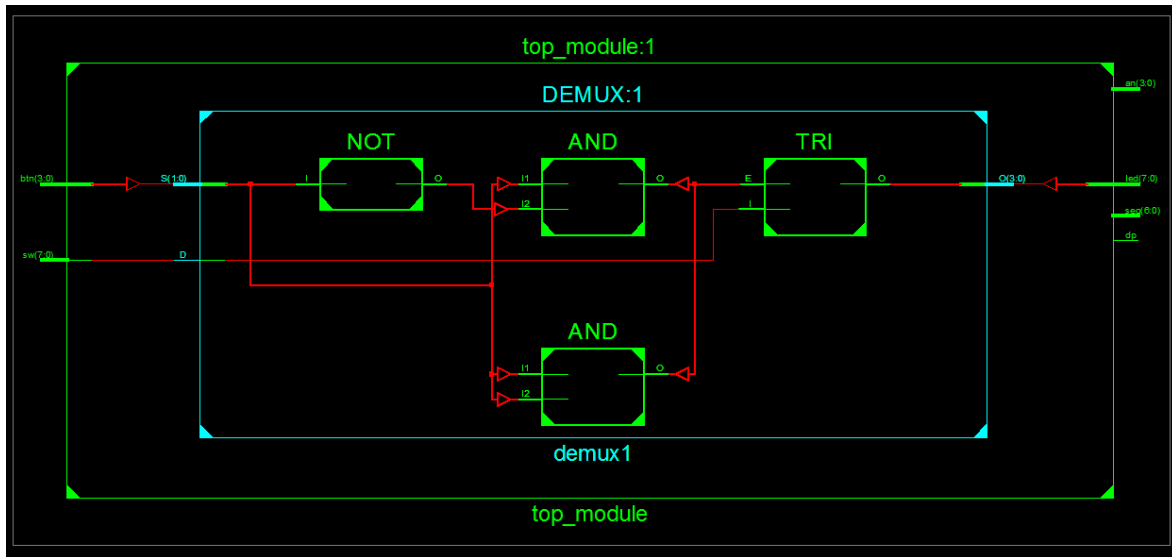 top_module:1
an(3:0)
DEMUX:1
NOT AND TRI
btn(3:0) S(1:0) I O I1 O E O O(3:0) led(7:0)
I2 I seg(6:0)
dp
sw(7:0) D
AND
I1 O
I2
demux1
top_module